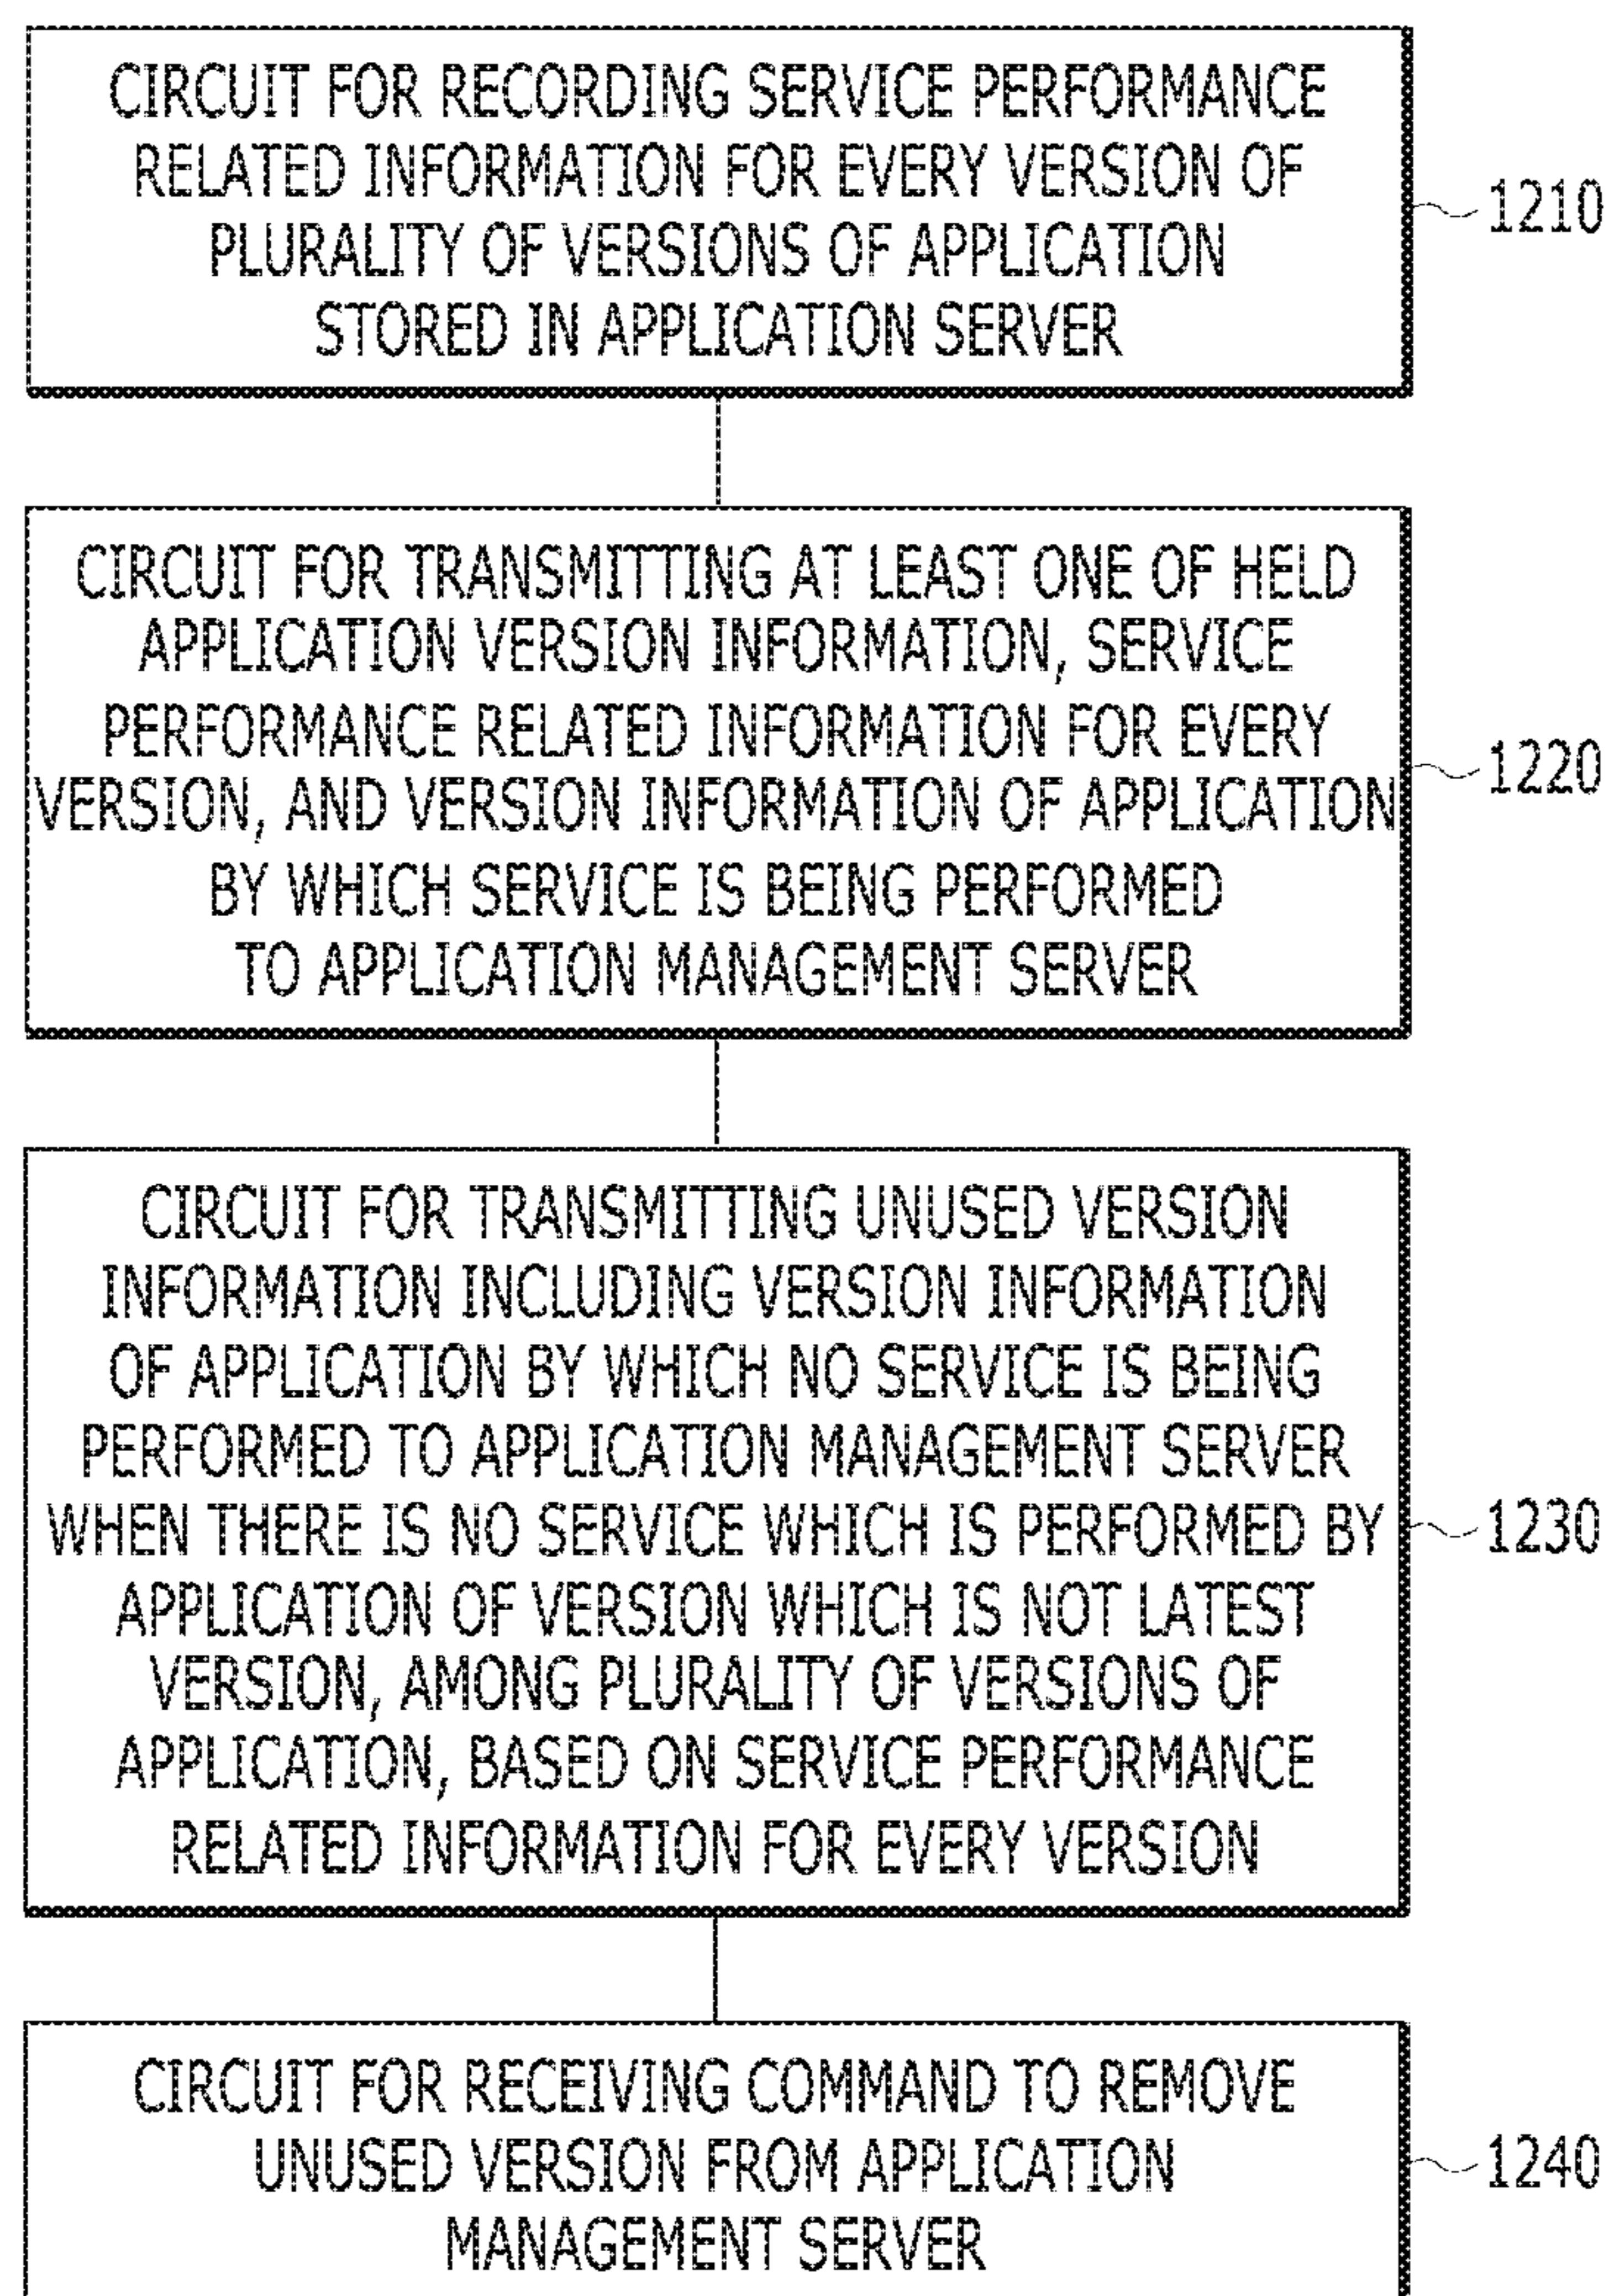 CIRCUIT FOR RECORDING SERVICE PERFORMANCE
RELATED INFORMATION FOR EVERY VERSION OF
PLURALITY OF VERSIONS OF APPLICATION
STORED IN APPLICATION SERVER
1210
CIRCUIT FOR TRANSMITTING AT LEAST ONE OF HELD
APPLICATION VERSION INFORMATION, SERVICE
PERFORMANCE RELATED INFORMATION FOR EVERY
VERSION, AND VERSION INFORMATION OF APPLICATION
BY WHICH SERVICE IS BEING PERFORMED
TO APPLICATION MANAGEMENT SERVER
1220
CIRCUIT FOR TRANSMITTING UNUSED VERSION
INFORMATION INCLUDING VERSION INFORMATION
OF APPLICATION BY WHICH NO SERVICE IS BEING
PERFORMED TO APPLICATION MANAGEMENT SERVER
WHEN THERE IS NO SERVICE WHICH IS PERFORMED BY
APPLICATION OF VERSION WHICH IS NOT LATEST
VERSION, AMONG PLURALITY OF VERSIONS OF
APPLICATION, BASED ON SERVICE PERFORMANCE
RELATED INFORMATION FOR EVERY VERSION
1230
CIRCUIT FOR RECEIVING COMMAND TO REMOVE
UNUSED VERSION FROM APPLICATION
MANAGEMENT SERVER
1240